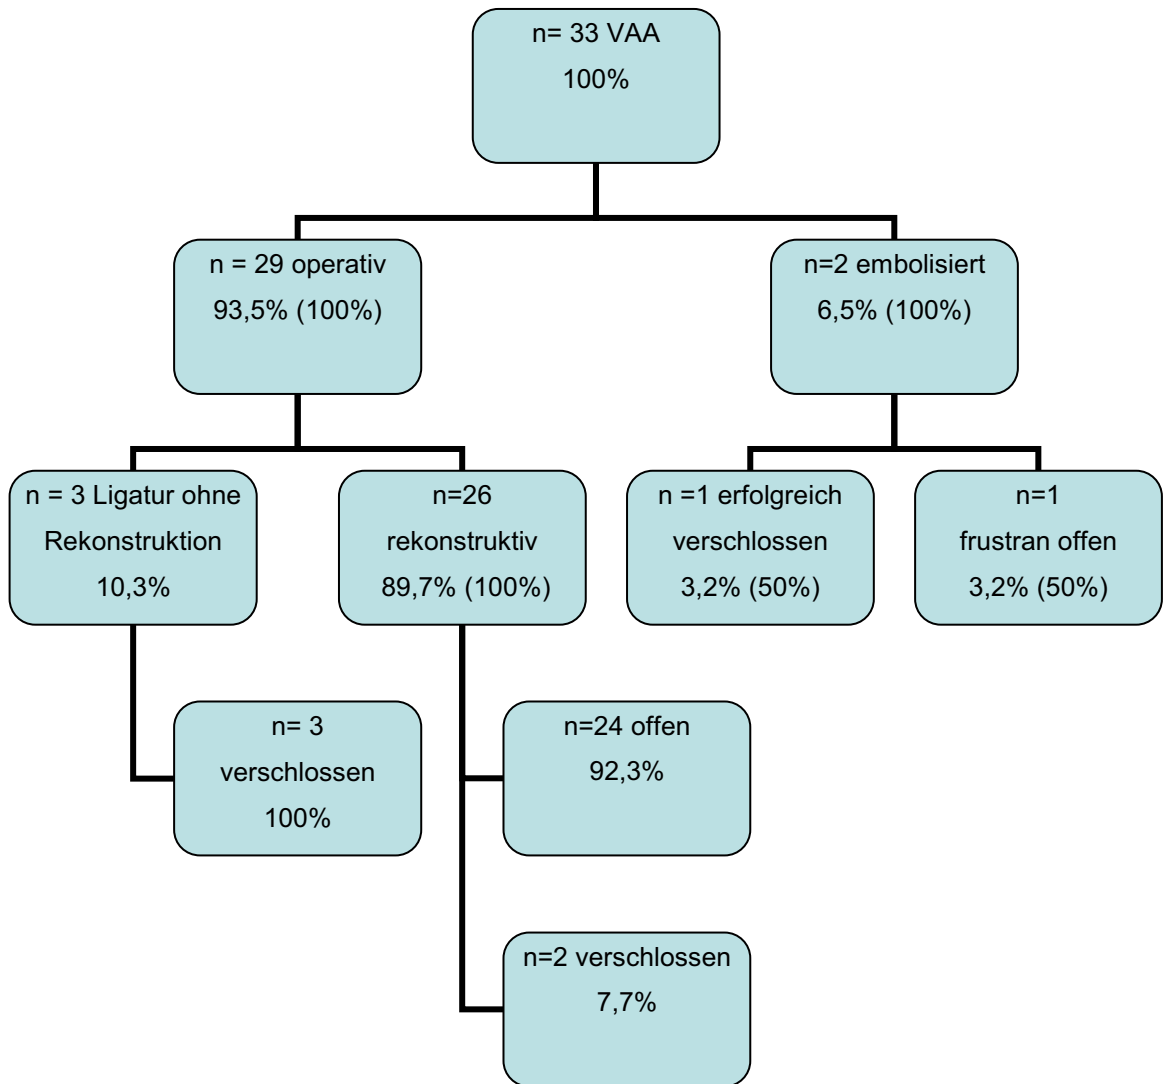 n= 33 VAA
100%
n = 29 operativ
93,5% (100%)
n=2 embolisiert
6,5% (100%)
n = 3 Ligatur ohne
Rekonstruktion
10,3%
n=26
rekonstruktiv
89,7% (100%)
n =1 erfolgreich
verschlossen
3,2% (50%)
n=1
frustran offen
3,2% (50%)
n= 3
verschlossen
100%
n=24 offen
92,3%
n=2 verschlossen
7,7%